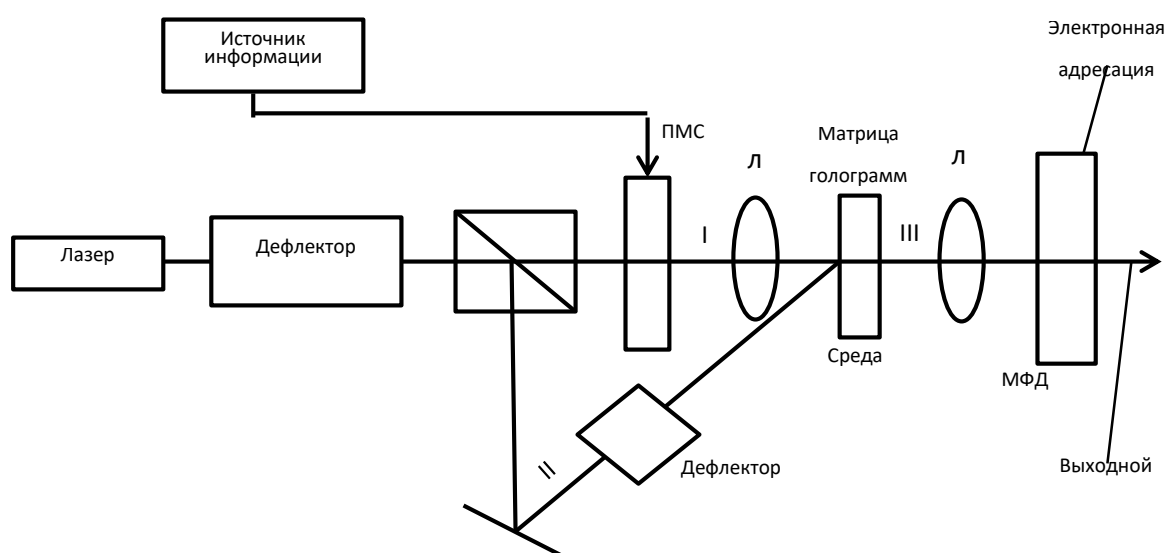 Источник
информации
Электронная
адресация
ПМС
Матрица
голограмм
Л
Л
Лазер
Дефлектор
I
III
Среда
МФД
II
Дефлектор
Выходной